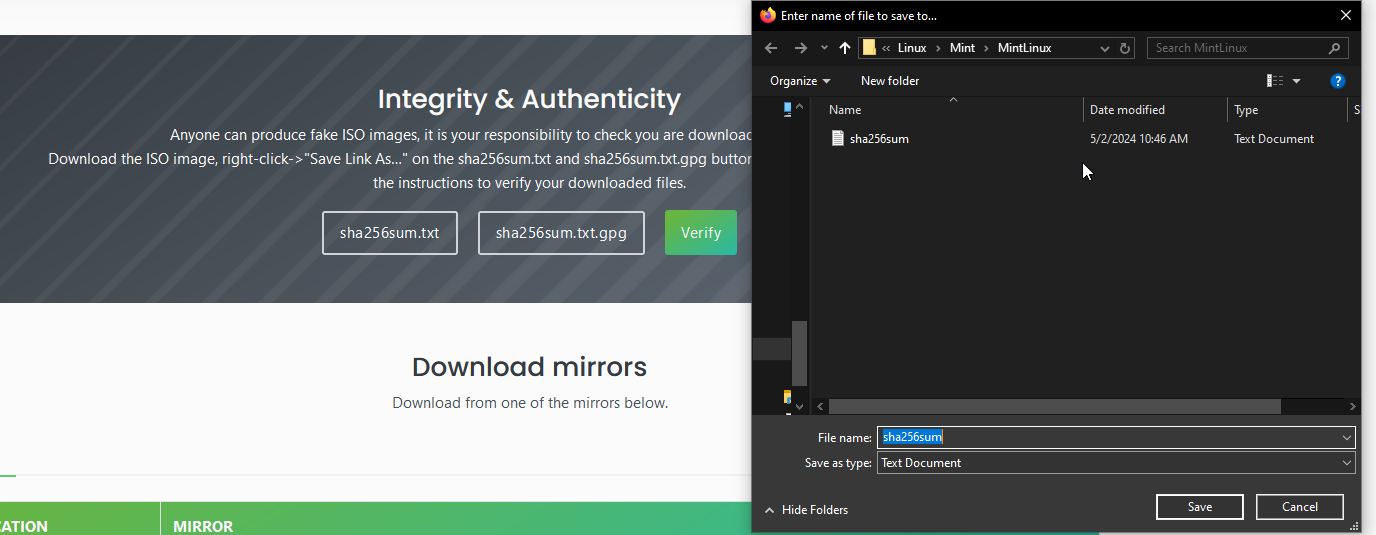 Integrity & Authenticity
Anyone can produce fake ISO images, it is your responsibility to check you are
Download the ISO image, right-click->"Save Link As..." on the sha256sum.txt and sha256sum.txt.gpg
the instructions to verify your downloaded files.
sha256sum.txt
sha256sum.txt.gpg
Verify
Download mirrors
Download from one of the mirrors below.
MIRROR
Enter name of file to save to...
« Linux > Mint > MintLinux
Search MintLinux
Organize
New folder
?
Name
Date modified
Type
S
sha256sum
5/2/2024 10:46 AM
Text Document
File name:
sha256sum
Save as type:
Text Document
Hide Folders
Save
Cancel